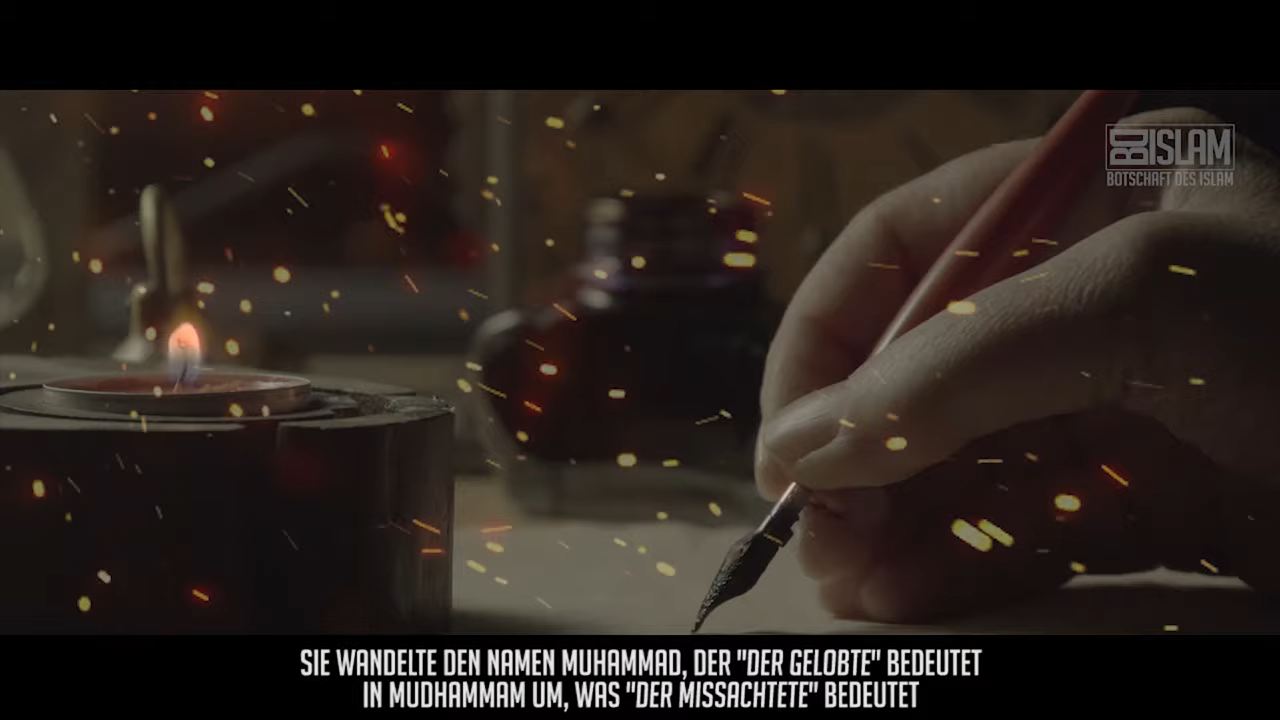 BDISLAM
BOTSCHAFT DES ISLAM
SIE WANDELTE DEN NAMEN MUHAMMAD, DER "DER GELOBTE" BEDEUTET
IN MUDHAMMAM UM, WAS "DER MISSACHTETE" BEDEUTET